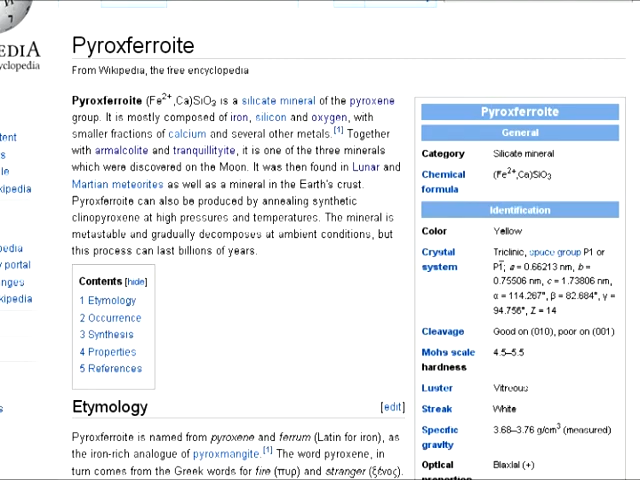 EDIA
yclopedia
tent
s
le
kipedia
pedia
y portal
nges
kipedia
s
Pyroxferroite
From Wikipedia, the free encyclopedia
Pyroxferroite (Fe2+,Ca)SiO3 is a silicate mineral of the pyroxene
group. It is mostly composed of iron, silicon and oxygen, with
smaller fractions of calcium and several other metals.[1] Together
with armalcolite and tranquillityite, it is one of the three minerals
which were discovered on the Moon. It was then found in Lunar and
Martian meteorites as well as a mineral in the Earth's crust.
Pyroxferroite can also be produced by annealing synthetic
clinopyroxene at high pressures and temperatures. The mineral is
metastable and gradually decomposes at ambient conditions, but
this process can last billions of years.
Contents [hide]
1 Etymology
2 Occurrence
3 Synthesis
4 Properties
5 References
Etymology [edit]
Pyroxferroite is named from pyroxene and ferrum (Latin for iron), as
the iron-rich analogue of pyroxmangite.[1] The word pyroxene, in
turn comes from the Greek words for fire (πυρ) and stranger (ξένος).
Pyroxferroite
General
Category Silicate mineral
Chemical formula (Fe2+,Ca)SiO3
Identification
Color Yellow
Crystal system Triclinic, space group P1 or
P1; a = 0.66213 nm, b =
0.75506 nm, c = 1.73806 nm,
α = 114.267°, β = 82.684°, γ =
94.756°, Z = 14
Cleavage Good on (010), poor on (001)
Mohs scale hardness 4.5–5.5
Luster Vitreous
Streak White
Specific gravity 3.68–3.76 g/cm3 (measured)
Optical Biaxial (+)
properties